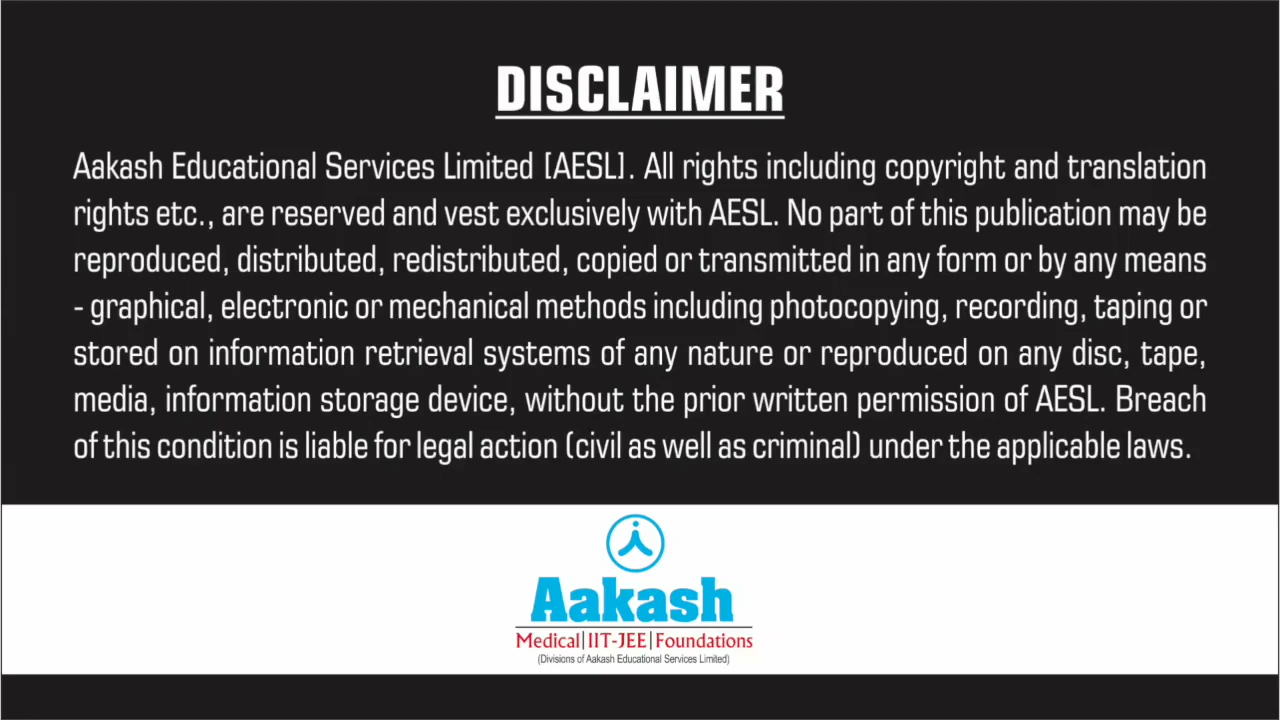 DISCLAIMER
Aakash Educational Services Limited [AESL]. All rights including copyright and translation
rights etc., are reserved and vest exclusively with AESL. No part of this publication may be
reproduced, distributed, redistributed, copied or transmitted in any form or by any means
- graphical, electronic or mechanical methods including photocopying, recording, taping or
stored on information retrieval systems of any nature or reproduced on any disc, tape,
media, information storage device, without the prior written permission of AESL. Breach
of this condition is liable for legal action (civil as well as criminal) under the applicable laws.
Aakash
Medical|IIT-JEE|Foundations
(Divisions of Aakash Educational Services Limited)